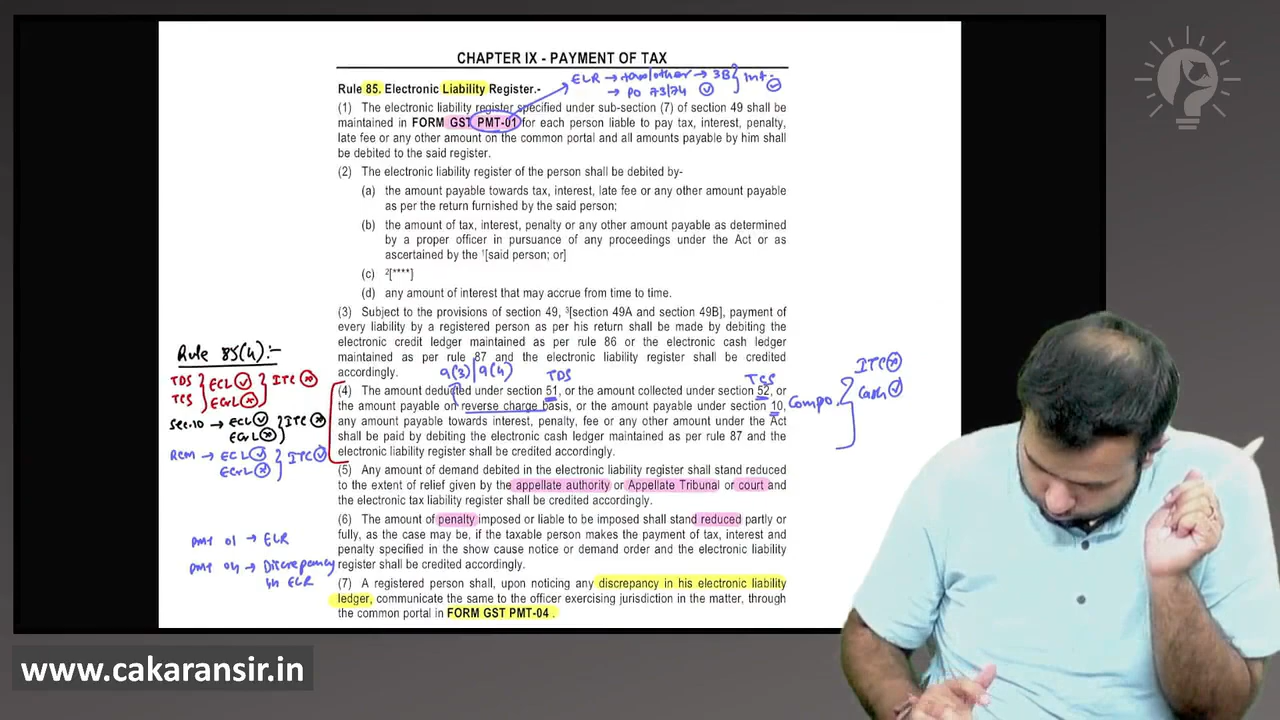 CHAPTER IX - PAYMENT OF TAX
Rule 85. Electronic Liability Register.-
ELR → tax/other → 3B } Int.
→ PO 73/74
(1) The electronic liability register specified under sub-section (7) of section 49 shall be
maintained in FORM GST PMT-01 for each person liable to pay tax, interest, penalty,
late fee or any other amount on the common portal and all amounts payable by him shall
be debited to the said register.
(2) The electronic liability register of the person shall be debited by-
(a) the amount payable towards tax, interest, late fee or any other amount payable
as per the return furnished by the said person;
(b) the amount of tax, interest, penalty or any other amount payable as determined
by a proper officer in pursuance of any proceedings under the Act or as
ascertained by the ¹[said person; or]
(c) ²[****]
(d) any amount of interest that may accrue from time to time.
(3) Subject to the provisions of section 49, ³[section 49A and section 49B], payment of
every liability by a registered person as per his return shall be made by debiting the
electronic credit ledger maintained as per rule 86 or the electronic cash ledger
maintained as per rule 87 and the electronic liability register shall be credited
accordingly.
9(3) | 9(4) TDS TCS
(4) The amount deducted under section 51, or the amount collected under section 52, or
the amount payable on reverse charge basis, or the amount payable under section 10,
any amount payable towards interest, penalty, fee or any other amount under the Act
shall be paid by debiting the electronic cash ledger maintained as per rule 87 and the
electronic liability register shall be credited accordingly.
Compo.
ITC ⓧ
Cash ✓
(5) Any amount of demand debited in the electronic liability register shall stand reduced
to the extent of relief given by the appellate authority or Appellate Tribunal or court and
the electronic tax liability register shall be credited accordingly.
(6) The amount of penalty imposed or liable to be imposed shall stand reduced partly or
fully, as the case may be, if the taxable person makes the payment of tax, interest and
penalty specified in the show cause notice or demand order and the electronic liability
register shall be credited accordingly.
(7) A registered person shall, upon noticing any discrepancy in his electronic liability
ledger, communicate the same to the officer exercising jurisdiction in the matter, through
the common portal in FORM GST PMT-04 .
Rule 85(4) :-
TDS } ECL ✓ } ITC ⓧ
TCS } ECrL ⓧ
Sec.10 → ECL ✓ } ITC ⓧ
ECrL ⓧ
RCM → ECL ✓ } ITC ✓
ECrL ⓧ
PMT 01 → ELR
PMT 04 → Discrepancy
in ELR
www.cakaransir.in